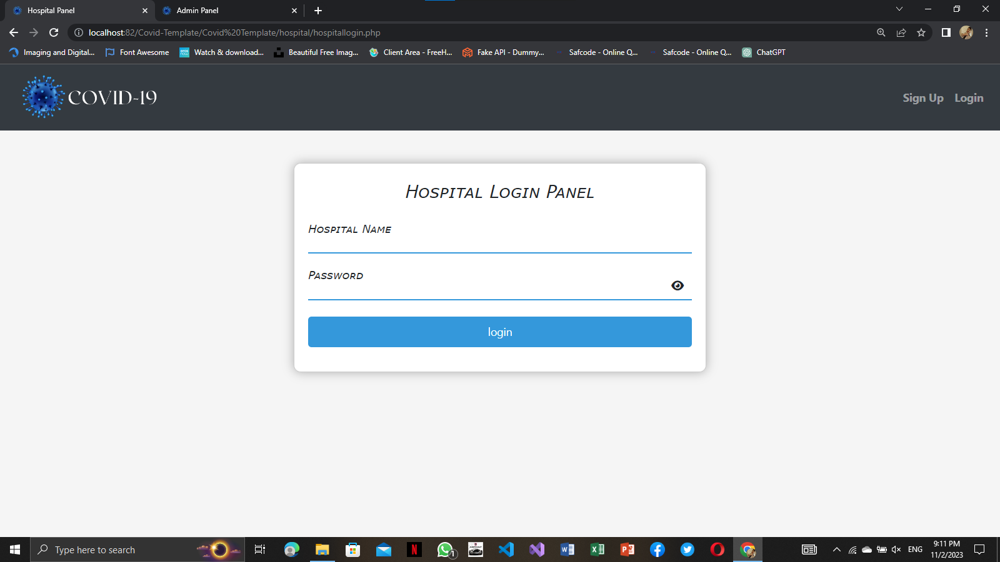 Hospital Panel
Admin Panel
localhost:82/Covid-Template/Covid%20Template/hospital/hospitallogin.php
Imaging and Digital...
Font Awesome
Watch & download...
Beautiful Free Imag...
Client Area - FreeH...
Fake API - Dummy...
Safcode - Online Q...
Safcode - Online Q...
ChatGPT
COVID-19
Sign Up
Login
Hospital Login Panel
Hospital Name
Password
login
Type here to search
1
ENG
9:11 PM
11/2/2023